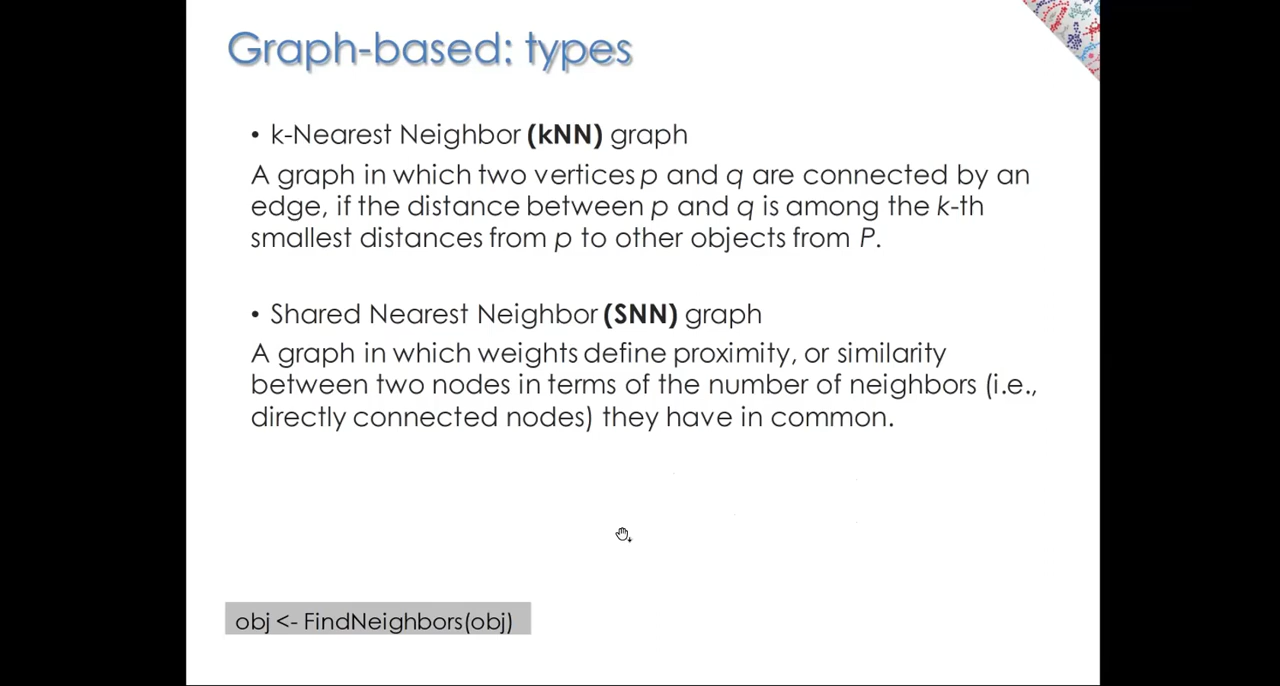 Graph-based: types
• k-Nearest Neighbor (kNN) graph
A graph in which two vertices p and q are connected by an
edge, if the distance between p and q is among the k-th
smallest distances from p to other objects from P.
• Shared Nearest Neighbor (SNN) graph
A graph in which weights define proximity, or similarity
between two nodes in terms of the number of neighbors (i.e.,
directly connected nodes) they have in common.
obj <- FindNeighbors(obj)